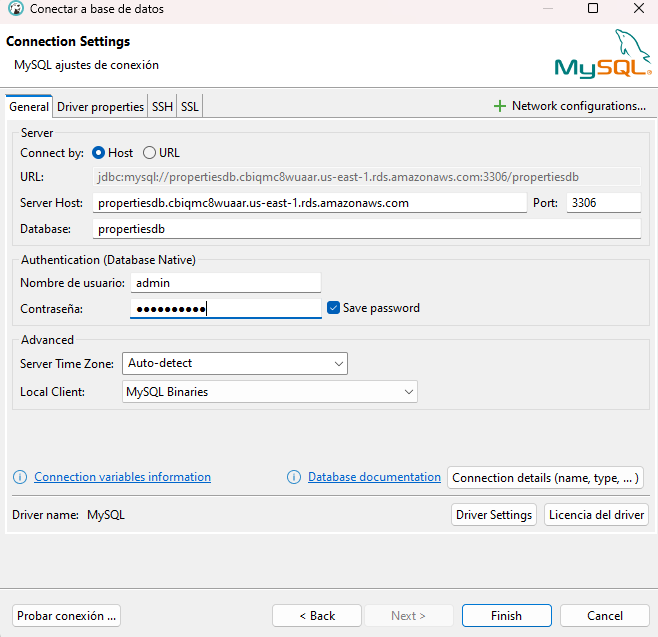 Conectar a base de datos
Connection Settings
MySQL ajustes de conexión
MySQL
General Driver properties SSH SSL Network configurations...
Server
Connect by: Host URL
URL: jdbc:mysql://propertiesdb.cbiqmc8wuaar.us-east-1.rds.amazonaws.com:3306/propertiesdb
Server Host: propertiesdb.cbiqmc8wuaar.us-east-1.rds.amazonaws.com Port: 3306
Database: propertiesdb
Authentication (Database Native)
Nombre de usuario: admin
Contraseña: ●●●●●●●●●● Save password
Advanced
Server Time Zone: Auto-detect
Local Client: MySQL Binaries
Connection variables information Database documentation Connection details (name, type, ... )
Driver name: MySQL Driver Settings Licencia del driver
Probar conexión ... < Back Next > Finish Cancel